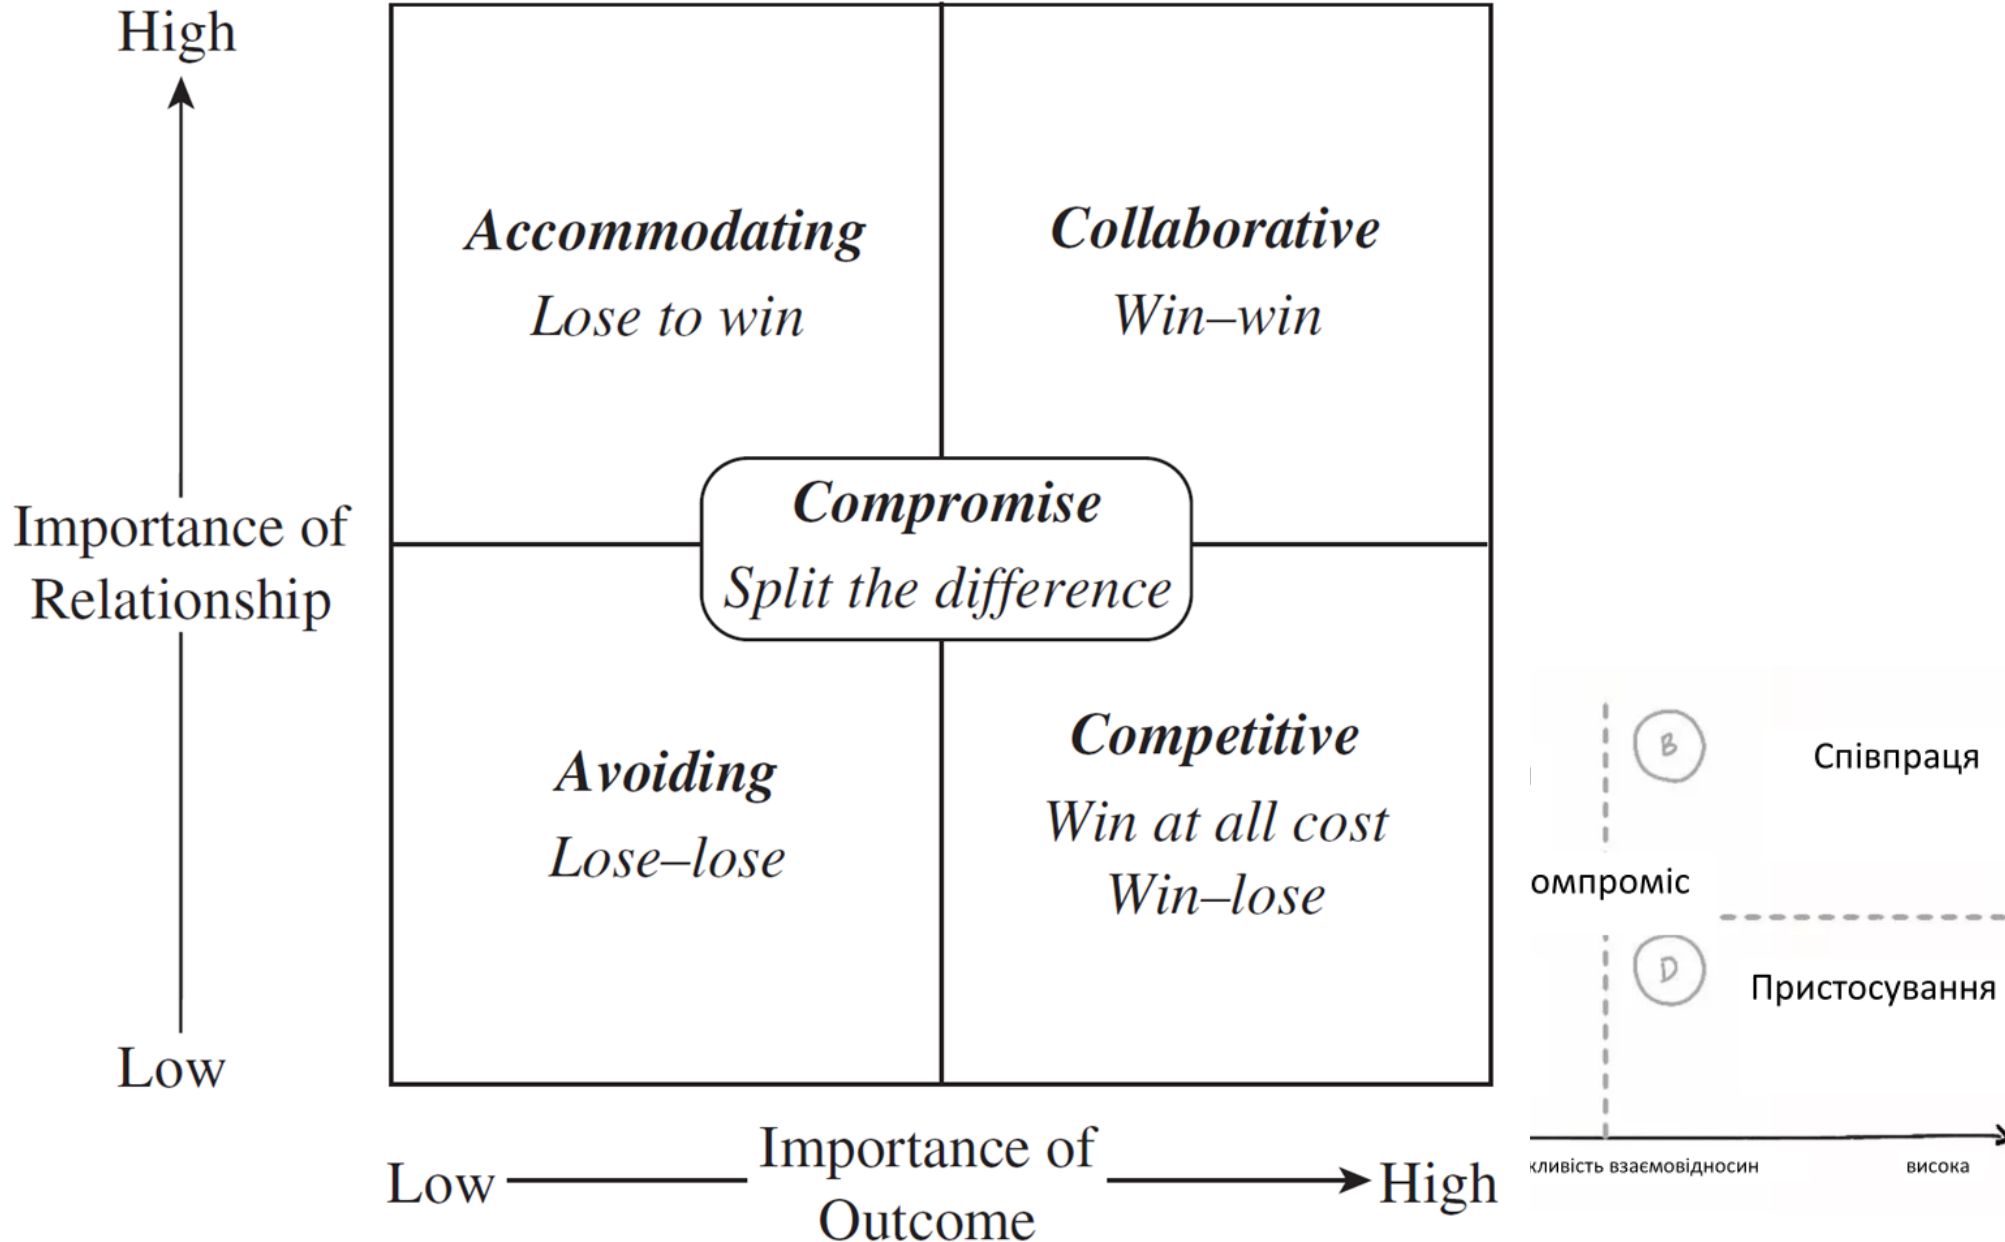 High
Importance of
Relationship
Low
Accommodating
Lose to win
Collaborative
Win–win
Compromise
Split the difference
Avoiding
Lose–lose
Competitive
Win at all cost
Win–lose
Low
Importance of
Outcome
High
B
Співпраця
омпроміс
D
Пристосування
кливість взаємовідносин
висока